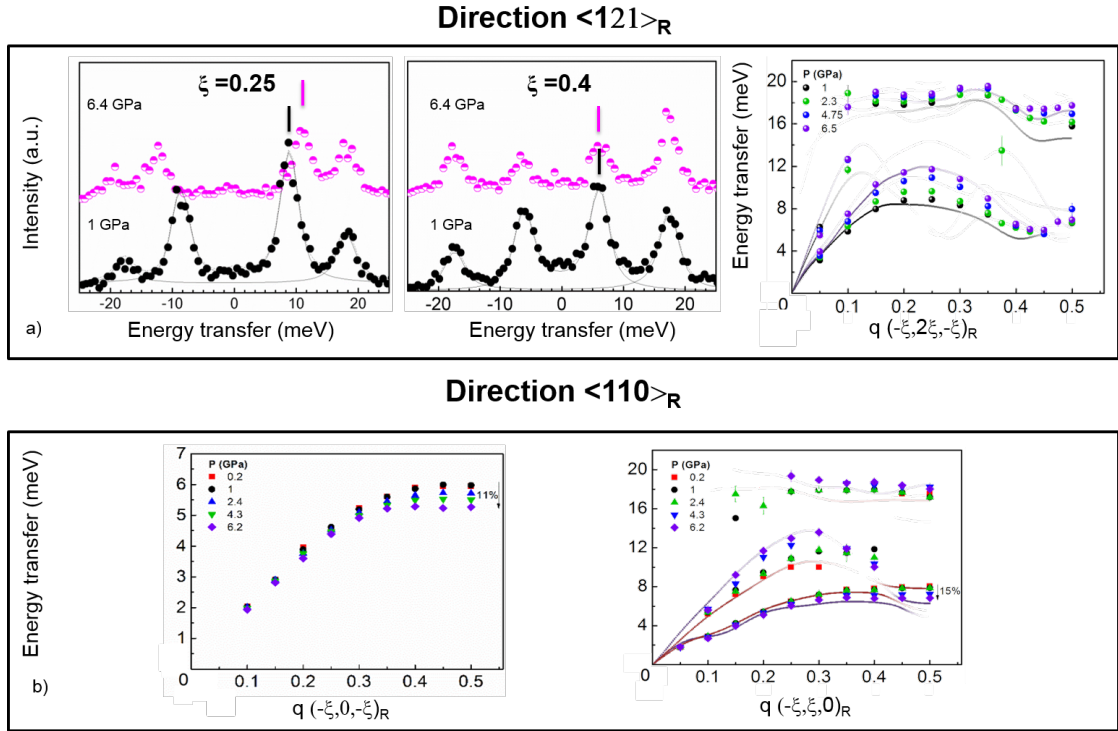 Direction <121>R
ξ =0.25
6.4 GPa
1 GPa
Intensity (a.u.)
-20 -10 0 10 20
Energy transfer (meV)
a)
ξ =0.4
6.4 GPa
1 GPa
-20 -10 0 10 20
Energy transfer (meV)
P (GPa)
1
2.3
4.75
6.5
Energy transfer (meV)
20
16
12
8
4
0 0.1 0.2 0.3 0.4 0.5
q (-ξ,2ξ,-ξ)R
Direction <110>R
P (GPa)
0.2
1
2.4
4.3
6.2
11%
Energy transfer (meV)
7
6
5
4
3
2
1
0 0.1 0.2 0.3 0.4 0.5
q (-ξ,0,-ξ)R
b)
P (GPa)
0.2
1
2.4
4.3
6.2
15%
Energy transfer (meV)
20
16
12
8
4
0 0.1 0.2 0.3 0.4 0.5
q (-ξ,ξ,0)R